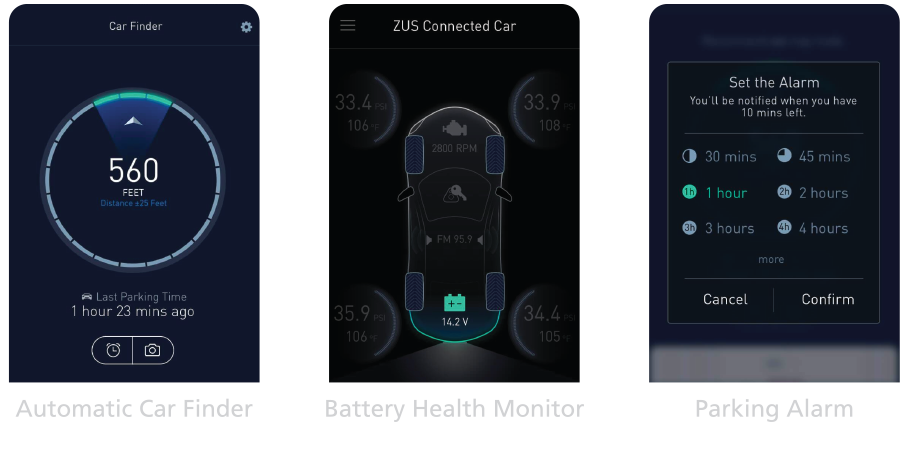 Car Finder
560
FEET
Distance ±25 Feet
Last Parking Time
1 hour 23 mins ago
Automatic Car Finder
ZUS Connected Car
33.4 PSI
106 °F
33.9 PSI
108 °F
2800 RPM
FM 95.9
35.9 PSI
106 °F
34.4 PSI
105 °F
14.2 V
Battery Health Monitor
Set the Alarm
You'll be notified when you have
10 mins left.
30 mins
45 mins
1h 1 hour
2h 2 hours
3h 3 hours
4h 4 hours
more
Cancel
Confirm
Parking Alarm